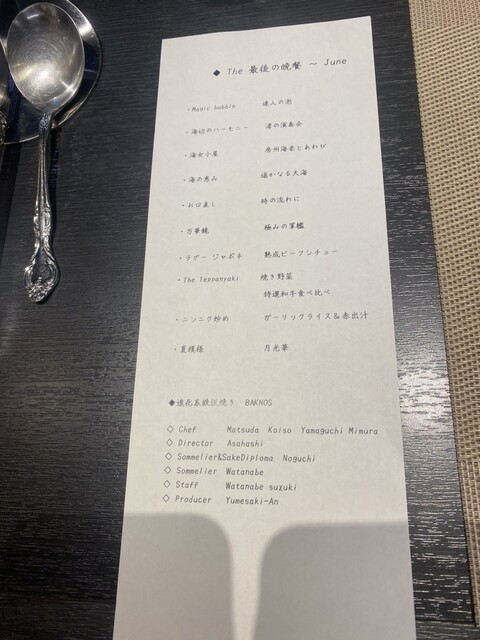 ◆ The 最後の晩餐 ～ June
・Magic bubble 達人の泡
・海辺のハーモニー 渚の演奏会
・海女小屋 房州海老とあわび
・海の恵み 遙かなる大海
・お口直し 時の流れに
・万華鏡 極みの軍艦
・ラグー ジャポネ 熟成ビーフシチュー
・The Teppanyaki 焼き野菜
特選和牛食べ比べ
・ニンニク炒め ガーリックライス＆赤出汁
・夏模様 月光華
◆進化系鉄板焼き BAKNOS
◇ Chef Matsuda Koiso Yamaguchi Mimura
◇ Director Asahashi
◇ Sommelier&SakeDiploma Noguchi
◇ Sommelier Watanabe
◇ Staff Watanabe suzuki
◇ Producer Yumesaki-An